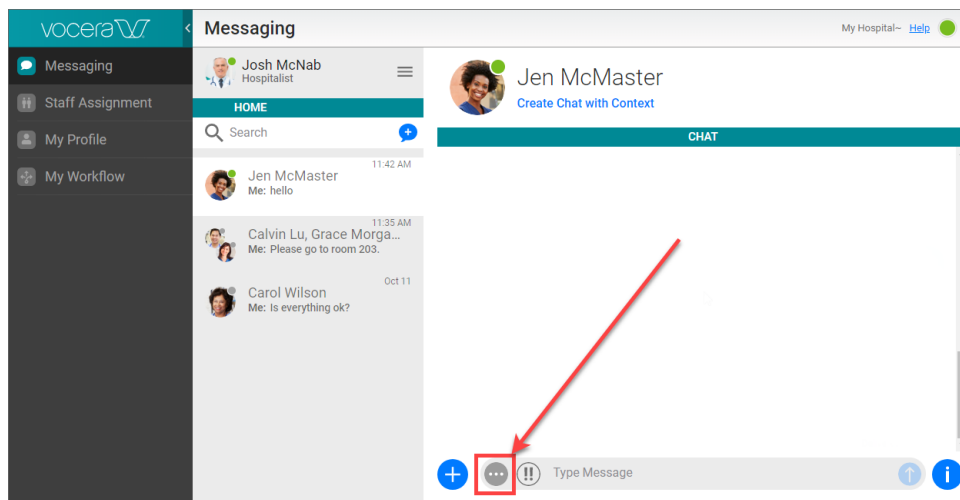 vocera
Messaging
My Hospital~ Help
Messaging
Staff Assignment
My Profile
My Workflow
Josh McNab
Hospitalist
HOME
Search
11:42 AM
Jen McMaster
Me: hello
11:35 AM
Calvin Lu, Grace Morga...
Me: Please go to room 203.
Oct 11
Carol Wilson
Me: Is everything ok?
Jen McMaster
Create Chat with Context
CHAT
Type Message